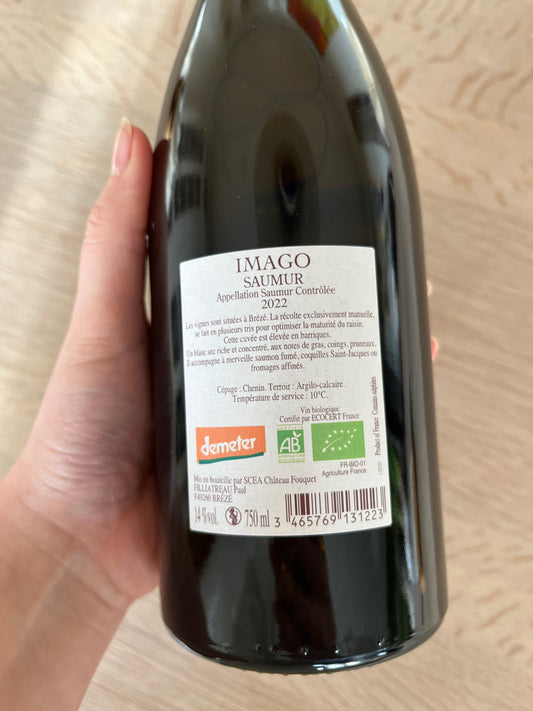 IMAGO
SAUMUR
Appellation Saumur Contrôlée
2022
Les vignes sont situées à Brézé. La récolte exclusivement manuelle,
se fait en plusieurs tris pour optimiser la maturité du raisin.
Cette cuvée est élevée en barriques.
Un blanc sec riche et concentré, aux notes de gras, coings, pruneaux.
Il accompagne à merveille saumon fumé, coquilles Saint-Jacques ou
fromages affinés.
Cépage : Chenin. Terroir : Argilo-calcaire.
Température de service : 10°C.
Vin biologique
Certifié par ECOCERT France
demeter
AB
FR-BIO-01
Agriculture France
Mis en bouteille par SCEA Château Fouquet
FILLIATREAU Paul
F49260 BRÉZÉ
14 %vol.
750 ml
3 465769 131223
Product of France. Contains sulphites